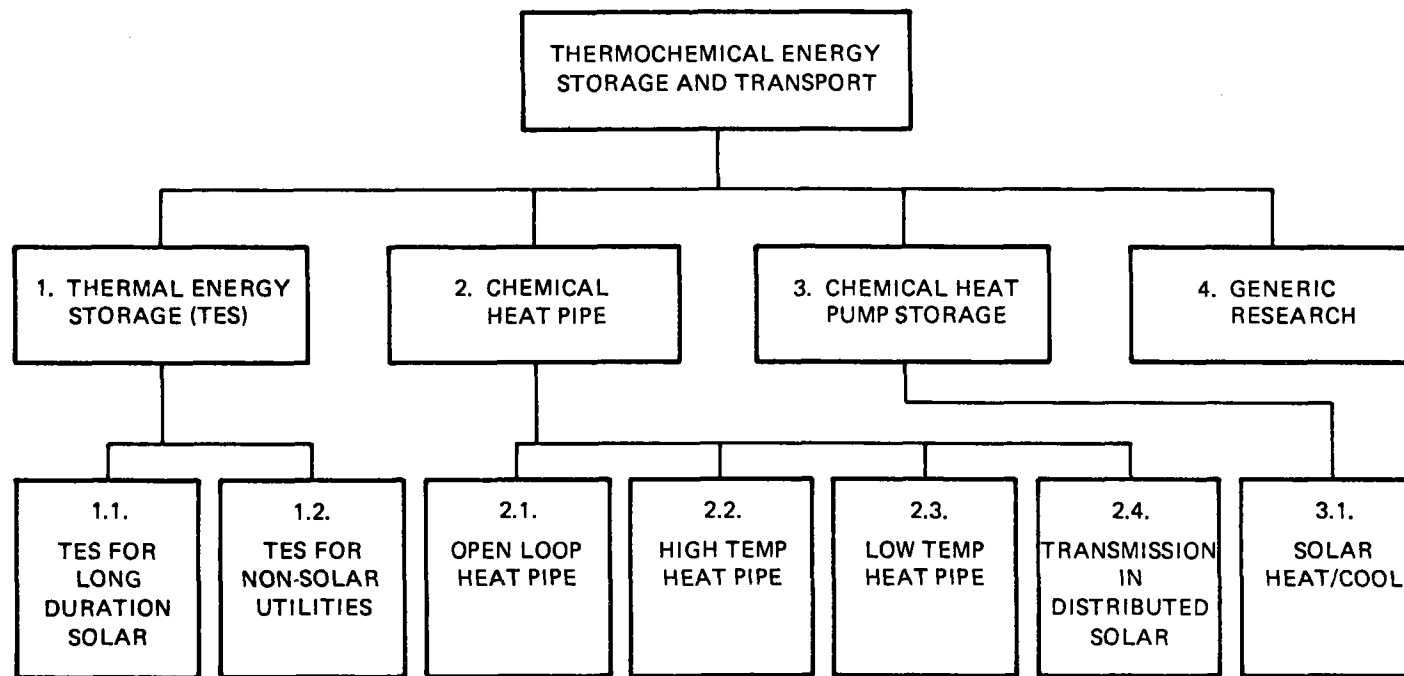 THERMOCHEMICAL ENERGY
STORAGE AND TRANSPORT
1. THERMAL ENERGY
STORAGE (TES)
2. CHEMICAL
HEAT PIPE
3. CHEMICAL HEAT
PUMP STORAGE
4. GENERIC
RESEARCH
1.1.
TES FOR
LONG
DURATION
SOLAR
1.2.
TES FOR
NON-SOLAR
UTILITIES
2.1.
OPEN LOOP
HEAT PIPE
2.2.
HIGH TEMP
HEAT PIPE
2.3.
LOW TEMP
HEAT PIPE
2.4.
TRANSMISSION
IN
DISTRIBUTED
SOLAR
3.1.
SOLAR
HEAT/COOL